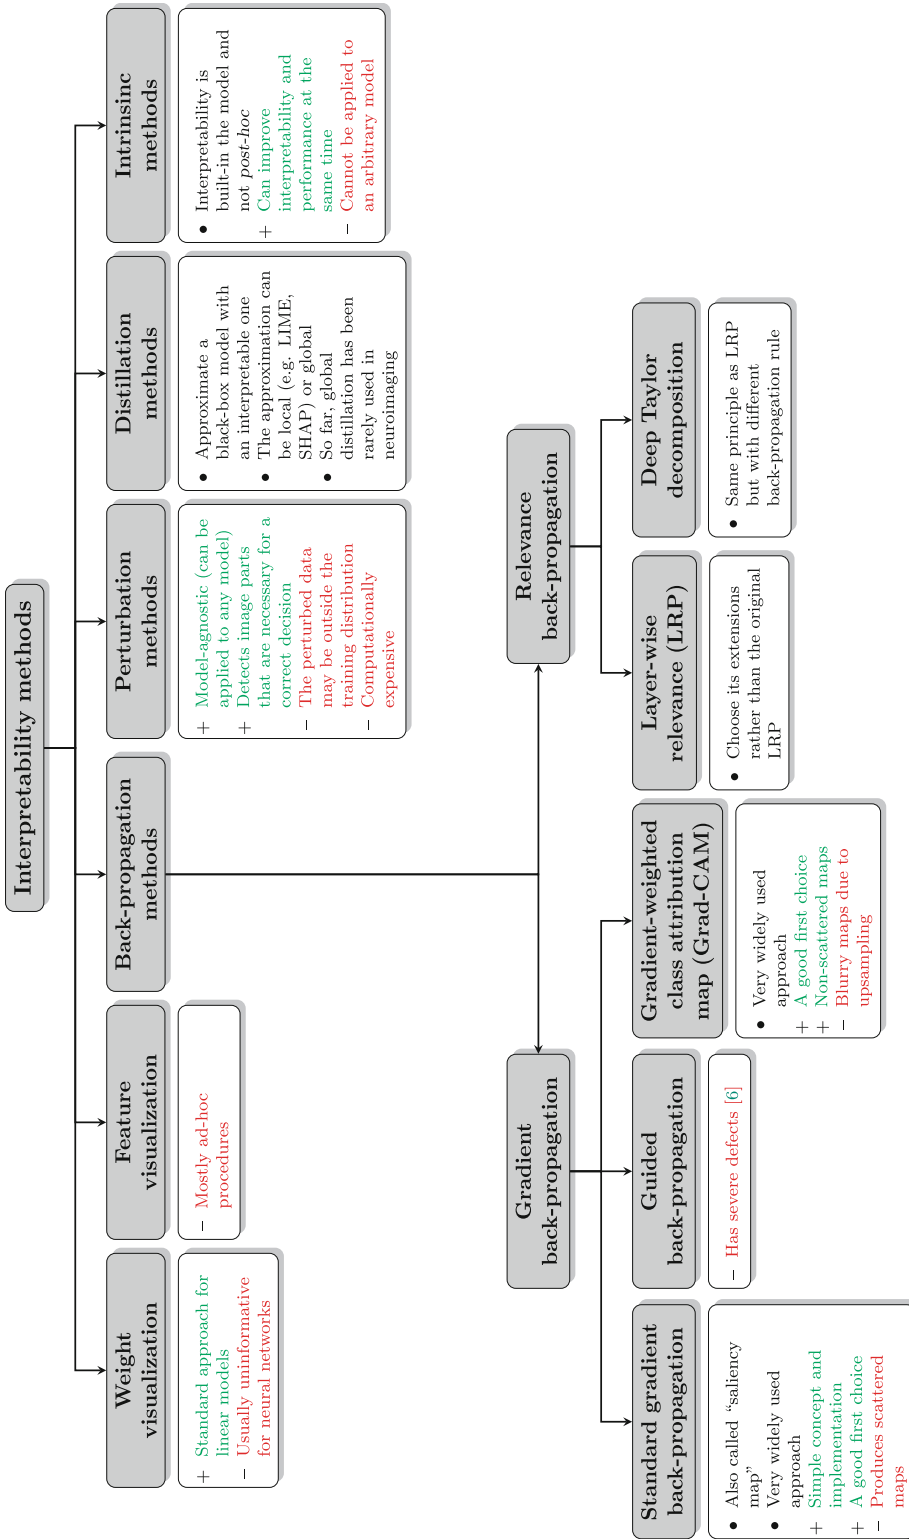 Interpretability methods
Weight
visualization
+ Standard approach for
linear models
− Usually uninformative
for neural networks
Feature
visualization
− Mostly ad-hoc
procedures
Back-propagation
methods
Perturbation
methods
+ Model-agnostic (can be
applied to any model)
+ Detects image parts
that are necessary for a
correct decision
− The perturbed data
may be outside the
training distribution
− Computationally
expensive
Distillation
methods
• Approximate a
black-box model with
an interpretable one
• The approximation can
be local (e.g. LIME,
SHAP) or global
• So far, global
distillation has been
rarely used in
neuroimaging
Intrinsinc
methods
• Interpretability is
built-in the model and
not post-hoc
+ Can improve
interpretability and
performance at the
same time
− Cannot be applied to
an arbitrary model
Gradient
back-propagation
Relevance
back-propagation
Standard gradient
back-propagation
• Also called “saliency
map”
• Very widely used
approach
+ Simple concept and
implementation
+ A good first choice
− Produces scattered
maps
Guided
back-propagation
− Has severe defects [6]
Gradient-weighted
class attribution
map (Grad-CAM)
• Very widely used
approach
+ A good first choice
+ Non-scattered maps
− Blurry maps due to
upsampling
Layer-wise
relevance (LRP)
• Choose its extensions
rather than the original
LRP
Deep Taylor
decomposition
• Same principle as LRP
but with different
back-propagation rule